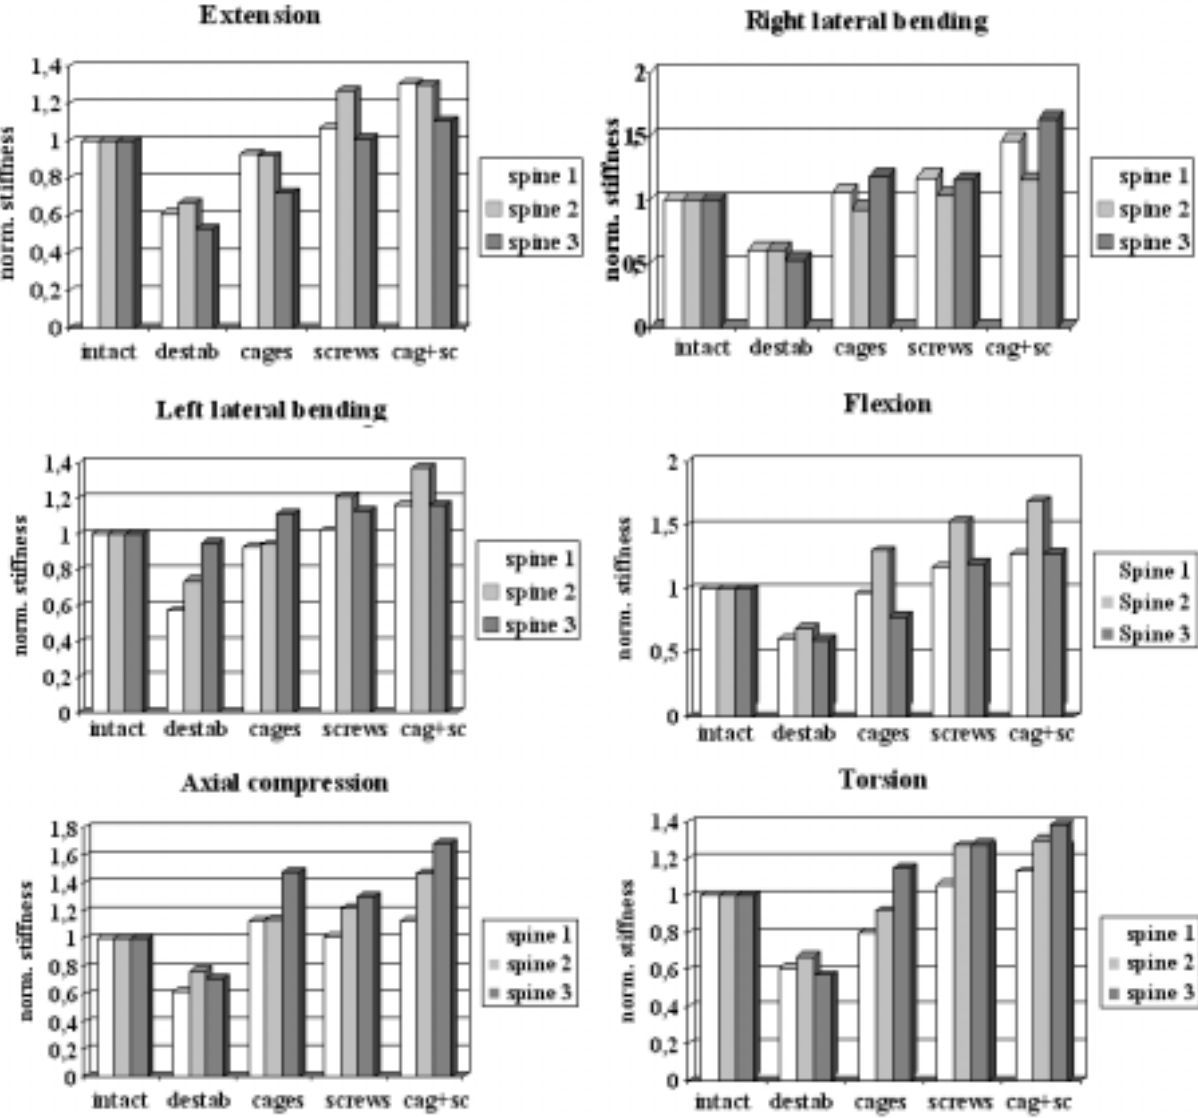 Extension
norm. stiffness
1,4
1,2
1
0,8
0,6
0,4
0,2
0
intact destab cages screws cag+sc
spine 1
spine 2
spine 3
Right lateral bending
norm. stiffness
2
15
1
05
0
intact destab cages screws cag+sc
spine 1
spine 2
spine 3
Left lateral bending
norm. stiffness
1,4
1,2
1
0,8
0,6
0,4
0,2
0
intact destab cages screws cag+sc
spine 1
spine 2
spine 3
Flexion
norm. stiffness
2
1,5
1
0,5
0
intact destab cages screws cag+sc
Spine 1
Spine 2
Spine 3
Axial compression
norm. stiffness
1,8
1,6
1,4
1,2
1
0,8
0,6
0,4
0,2
0
intact destab cages screws cag+sc
spine 1
spine 2
spine 3
Torsion
norm. stiffness
1,4
1,2
1
0,8
0,6
0,4
0,2
0
intact destab cages screws cag+sc
spine 1
spine 2
spine 3